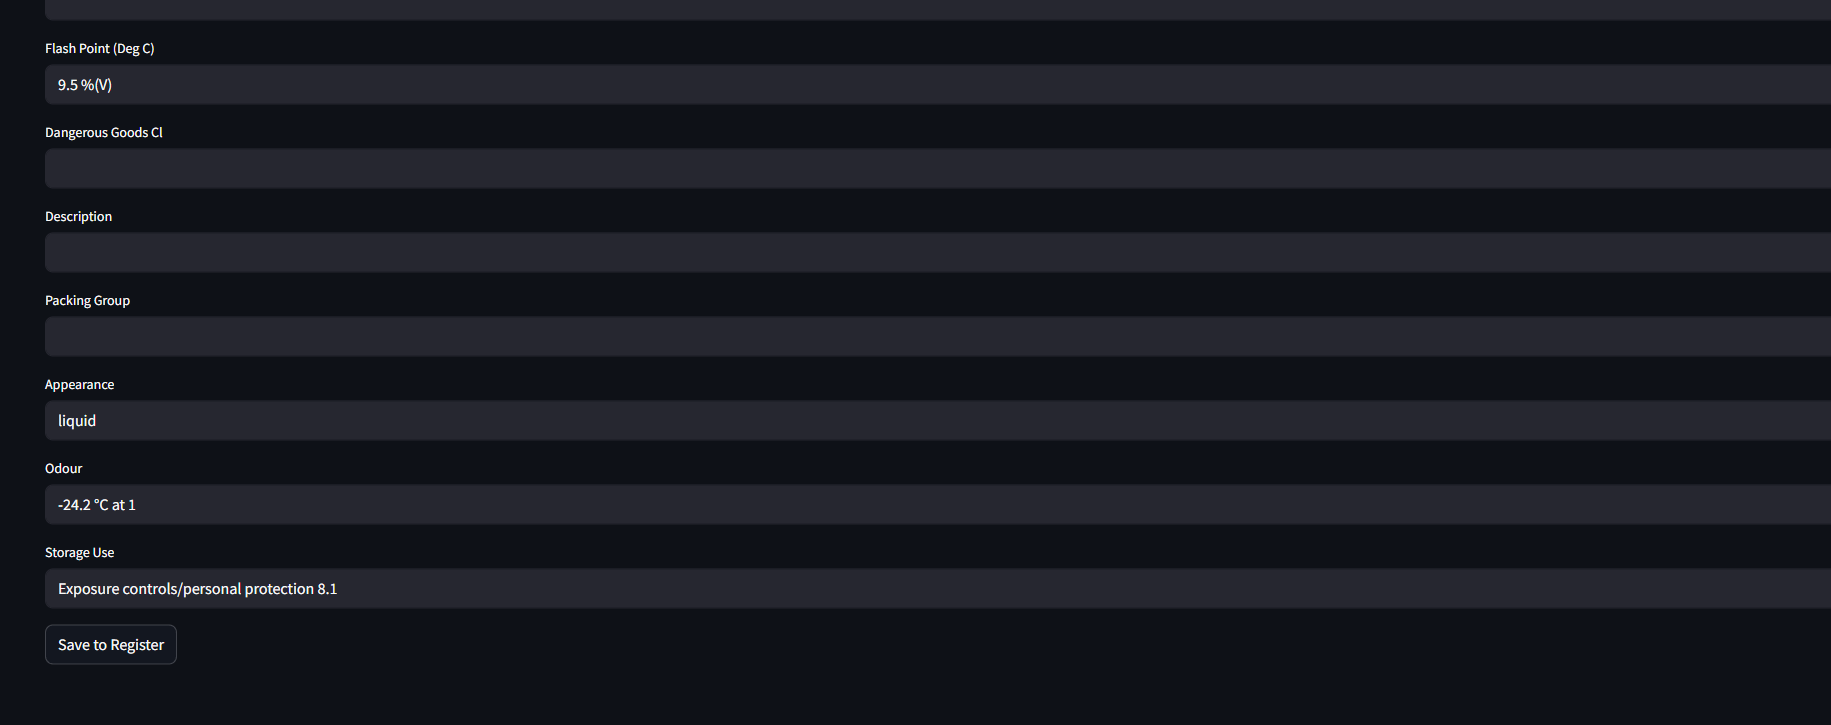 Flash Point (Deg C)
9.5 %(V)
Dangerous Goods Cl
Description
Packing Group
Appearance
liquid
Odour
-24.2 °C at 1
Storage Use
Exposure controls/personal protection 8.1
Save to Register